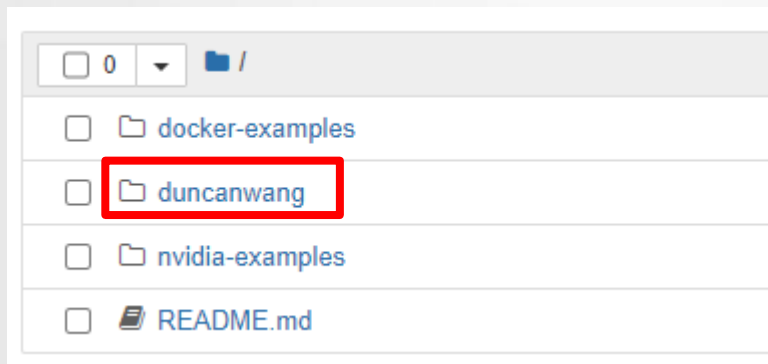 0 /
docker-examples
duncanwang
nvidia-examples
README.md